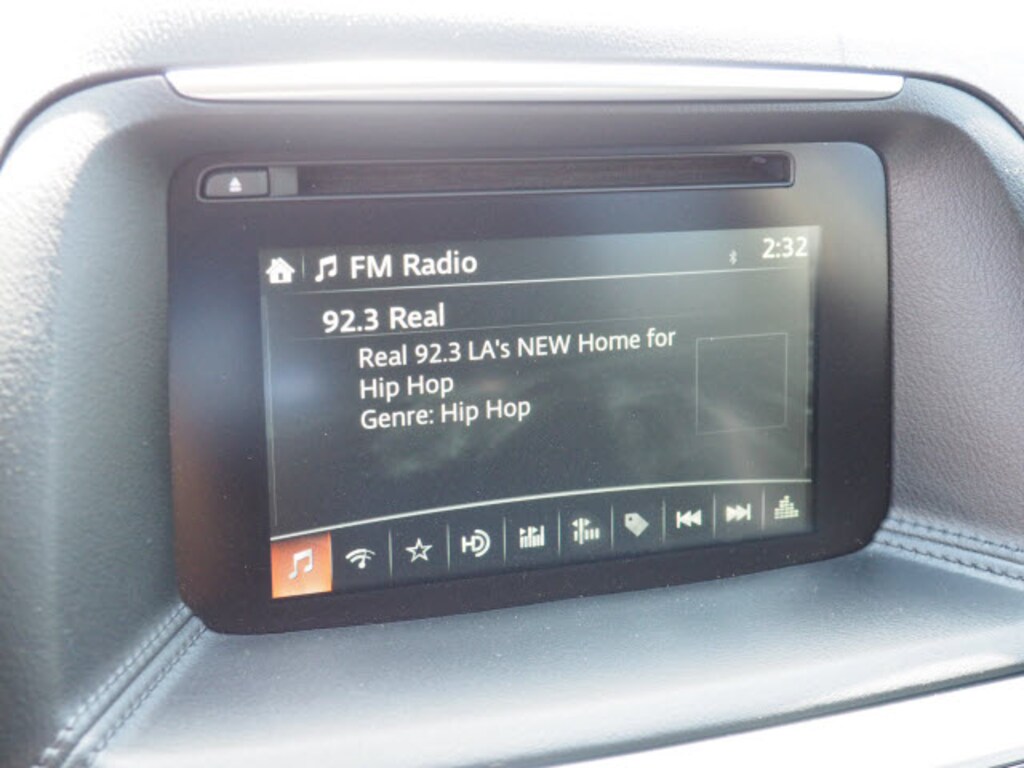 FM Radio
2:32
92.3 Real
Real 92.3 LA's NEW Home for
Hip Hop
Genre: Hip Hop
HD